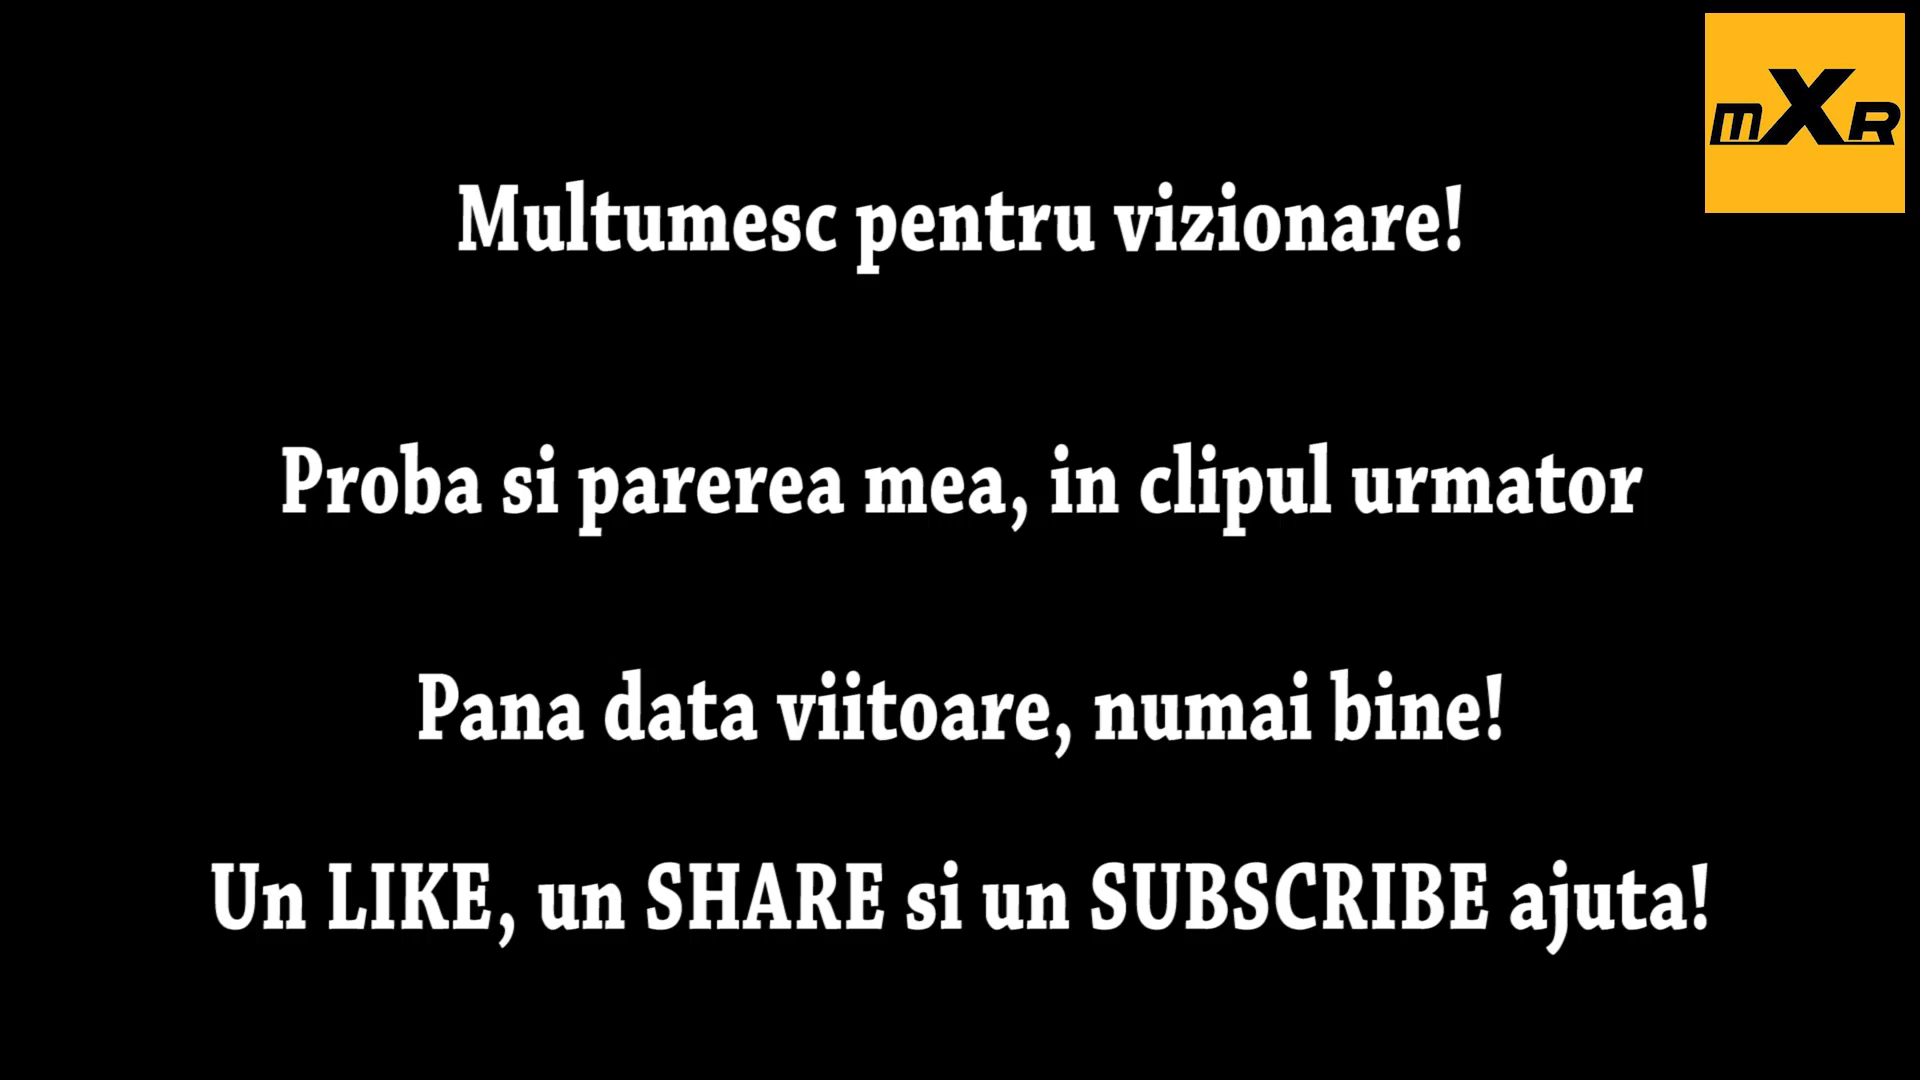 mXR
Multumesc pentru vizionare!
Proba si parerea mea, in clipul urmator
Pana data viitoare, numai bine!
Un LIKE, un SHARE si un SUBSCRIBE ajuta!